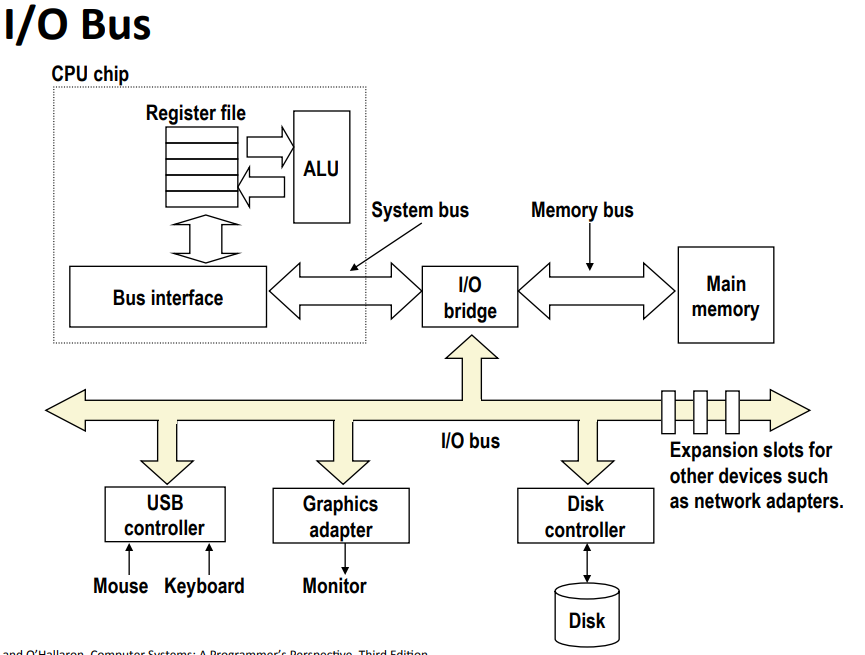 I/O Bus
CPU chip
Register file
ALU
System bus
Memory bus
Bus interface
I/O
bridge
Main
memory
I/O bus
Expansion slots for
other devices such
as network adapters.
USB
controller
Graphics
adapter
Disk
controller
Mouse
Keyboard
Monitor
Disk
and O'Hallaron, Computer Systems: A Programmer's Perspective, Third Edition